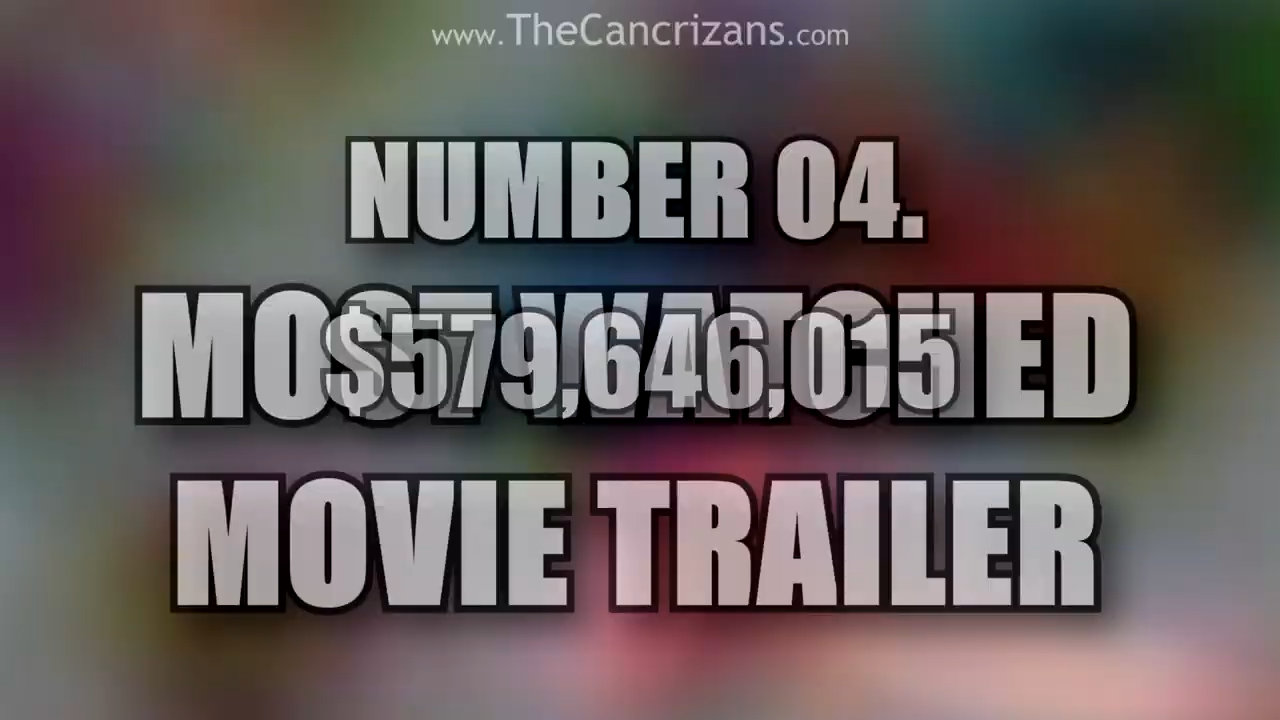 www.TheCancrizans.com
NUMBER 04.
MOST WATCHED
$579,646,015
MOVIE TRAILER